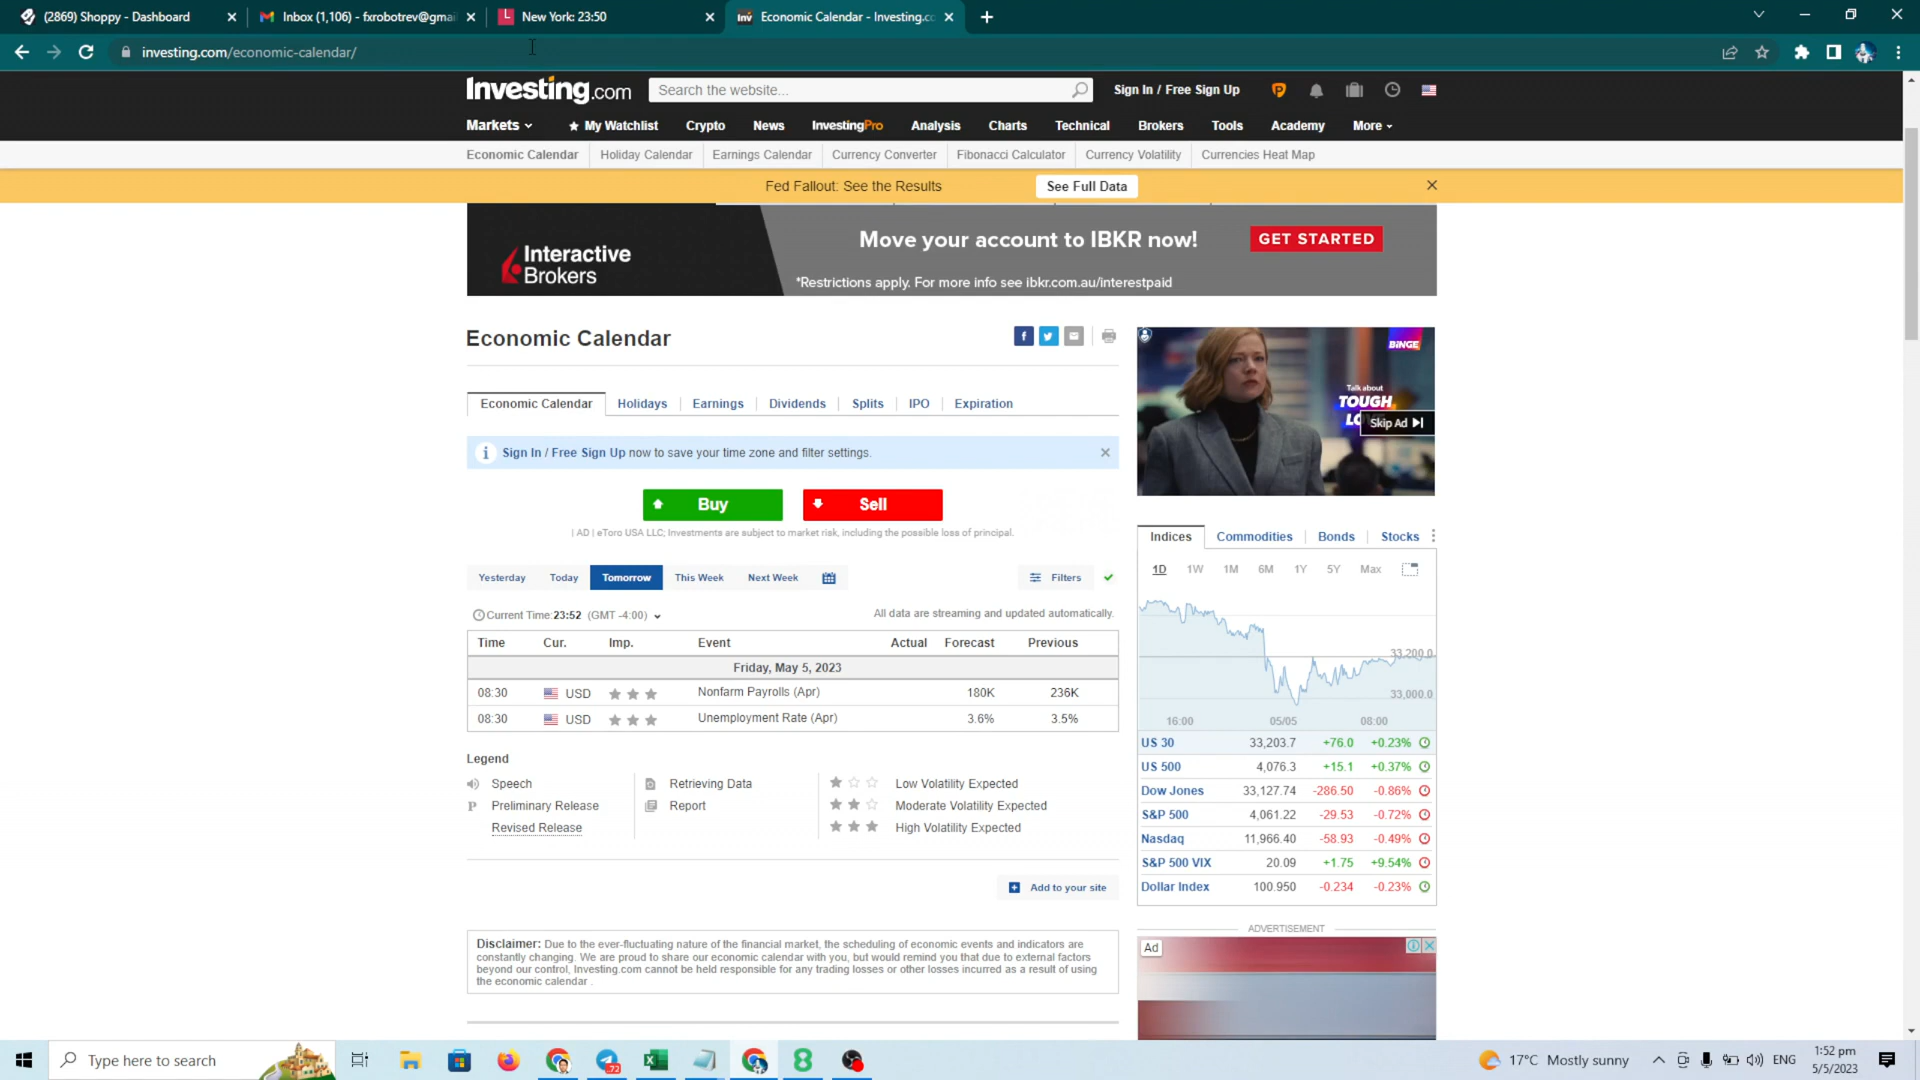 (2869) Shoppy - Dashboard
Inbox (1,106) - fxrobotrev@gmai
New York: 23:50
Economic Calendar - Investing.co
investing.com/economic-calendar/
Investing.com
Search the website...
Sign In / Free Sign Up
Markets
My Watchlist
Crypto
News
InvestingPro
Analysis
Charts
Technical
Brokers
Tools
Academy
More
Economic Calendar
Holiday Calendar
Earnings Calendar
Currency Converter
Fibonacci Calculator
Currency Volatility
Currencies Heat Map
Fed Fallout: See the Results
See Full Data
Interactive
Brokers
Move your account to IBKR now!
GET STARTED
*Restrictions apply. For more info see ibkr.com.au/interestpaid
Economic Calendar
BINGE
Talk about
TOUGH
LO
Skip Ad
Economic Calendar
Holidays
Earnings
Dividends
Splits
IPO
Expiration
Sign In / Free Sign Up now to save your time zone and filter settings.
Buy
Sell
| AD | eToro USA LLC; Investments are subject to market risk, including the possible loss of principal.
Indices
Commodities
Bonds
Stocks
1D
1W
1M
6M
1Y
5Y
Max
Yesterday
Today
Tomorrow
This Week
Next Week
Filters
Current Time: 23:52 (GMT -4:00)
All data are streaming and updated automatically.
Time Cur. Imp. Event Actual Forecast Previous
Friday, May 5, 2023
08:30 USD Nonfarm Payrolls (Apr) 180K 236K
08:30 USD Unemployment Rate (Apr) 3.6% 3.5%
33,200.0
33,000.0
16:00 05/05 08:00
US 30 33,203.7 +76.0 +0.23%
US 500 4,076.3 +15.1 +0.37%
Dow Jones 33,127.74 -286.50 -0.86%
S&P 500 4,061.22 -29.53 -0.72%
Nasdaq 11,966.40 -58.93 -0.49%
S&P 500 VIX 20.09 +1.75 +9.54%
Dollar Index 100.950 -0.234 -0.23%
Legend
Speech
P Preliminary Release
Revised Release
Retrieving Data
Report
Low Volatility Expected
Moderate Volatility Expected
High Volatility Expected
Add to your site
Disclaimer: Due to the ever-fluctuating nature of the financial market, the scheduling of economic events and indicators are
constantly changing. We are proud to share our economic calendar with you, but would remind you that due to external factors
beyond our control, Investing.com cannot be held responsible for any trading losses or other losses incurred as a result of using
the economic calendar .
ADVERTISEMENT
Ad
Type here to search
72
17°C Mostly sunny
ENG
1:52 pm
5/5/2023